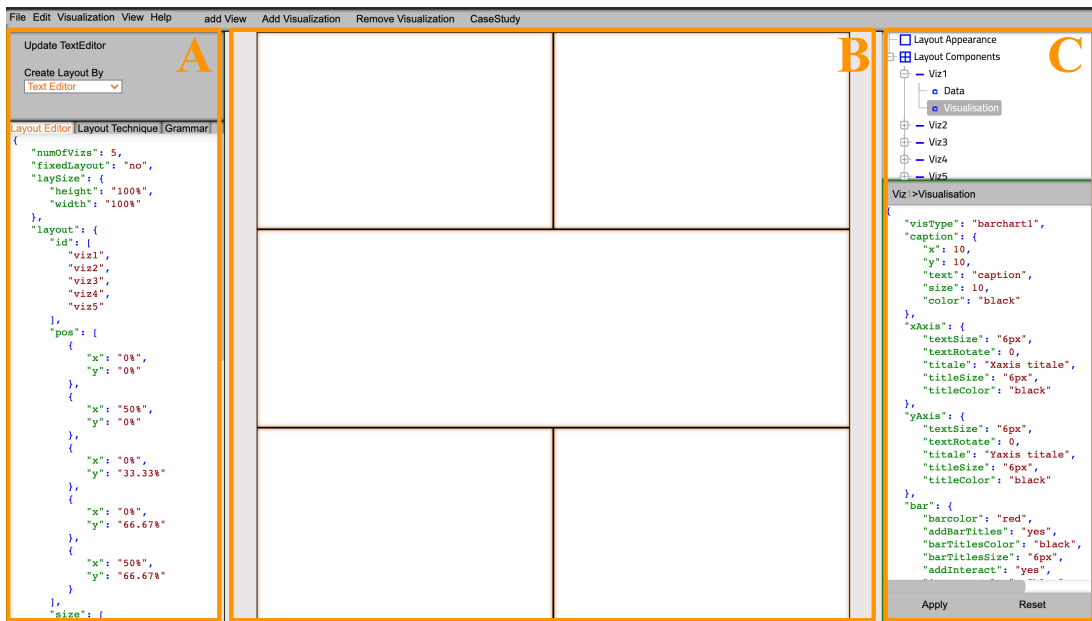 File Edit Visualization View Help add View Add Visualization Remove Visualization CaseStudy
A
Update TextEditor
Create Layout By
Text Editor
Layout Editor Layout Technique Grammar
{
"numOfVizs": 5,
"fixedLayout": "no",
"laySize": {
"height": "100%",
"width": "100%"
},
"layout": {
"id": [
"viz1",
"viz2",
"viz3",
"viz4",
"viz5"
],
"pos": [
{
"x": "0%",
"y": "0%"
},
{
"x": "50%",
"y": "0%"
},
{
"x": "0%",
"y": "33.33%"
},
{
"x": "0%",
"y": "66.67%"
},
{
"x": "50%",
"y": "66.67%"
}
],
"size": [
B
C
Layout Appearance
Layout Components
Viz1
Data
Visualisation
Viz2
Viz3
Viz4
Viz5
Viz1>Visualisation
{
"visType": "barchart1",
"caption": {
"x": 10,
"y": 10,
"text": "caption",
"size": 10,
"color": "black"
},
"xAxis": {
"textSize": "6px",
"textRotate": 0,
"titale": "Xaxis titale",
"titleSize": "6px",
"titleColor": "black"
},
"yAxis": {
"textSize": "6px",
"textRotate": 0,
"titale": "Yaxis titale",
"titleSize": "6px",
"titleColor": "black"
},
"bar": {
"barcolor": "red",
"addBarTitles": "yes",
"barTitlesColor": "black",
"barTitlesSize": "6px",
"addInteract": "yes",
Apply Reset